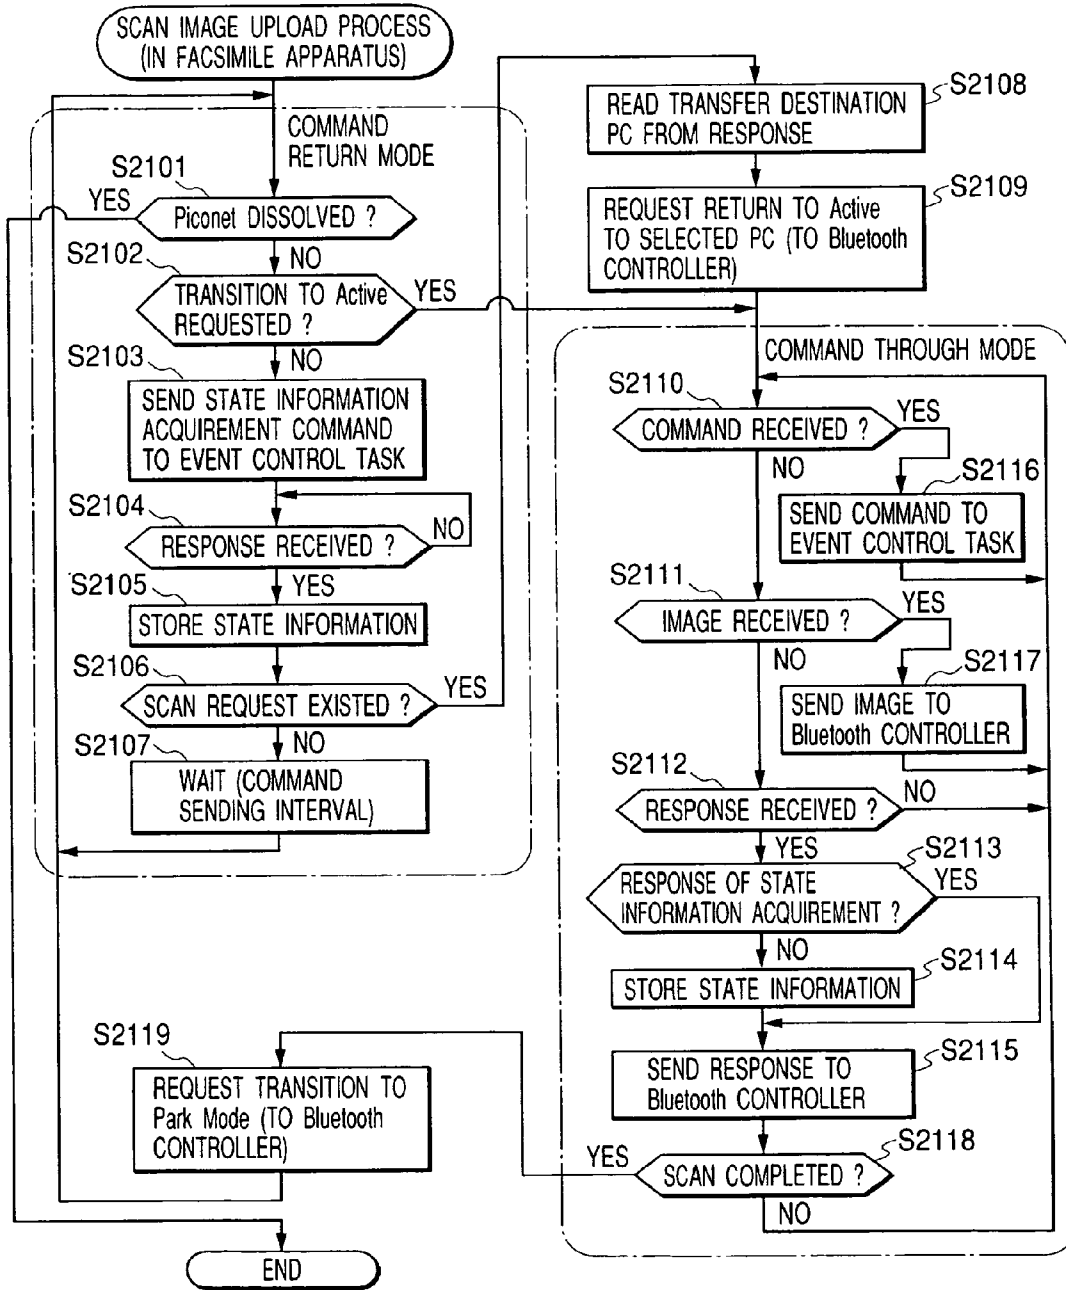 SCAN IMAGE UPLOAD PROCESS
(IN FACSIMILE APPARATUS)
COMMAND
RETURN MODE
S2101
YES
Piconet DISSOLVED ?
NO
S2102
TRANSITION TO Active
REQUESTED ?
YES
NO
S2103
SEND STATE INFORMATION
ACQUIREMENT COMMAND
TO EVENT CONTROL TASK
S2104
RESPONSE RECEIVED ?
NO
YES
S2105
STORE STATE INFORMATION
S2106
SCAN REQUEST EXISTED ?
YES
NO
S2107
WAIT (COMMAND
SENDING INTERVAL)
S2108
READ TRANSFER DESTINATION
PC FROM RESPONSE
S2109
REQUEST RETURN TO Active
TO SELECTED PC (TO Bluetooth
CONTROLLER)
COMMAND THROUGH MODE
S2110
COMMAND RECEIVED ?
YES
NO
S2116
SEND COMMAND TO
EVENT CONTROL TASK
S2111
IMAGE RECEIVED ?
YES
NO
S2117
SEND IMAGE TO
Bluetooth CONTROLLER
S2112
RESPONSE RECEIVED ?
NO
YES
S2113
RESPONSE OF STATE
INFORMATION ACQUIREMENT ?
YES
NO
S2114
STORE STATE INFORMATION
S2115
SEND RESPONSE TO
Bluetooth CONTROLLER
S2118
SCAN COMPLETED ?
YES
NO
S2119
REQUEST TRANSITION TO
Park Mode (TO Bluetooth
CONTROLLER)
END